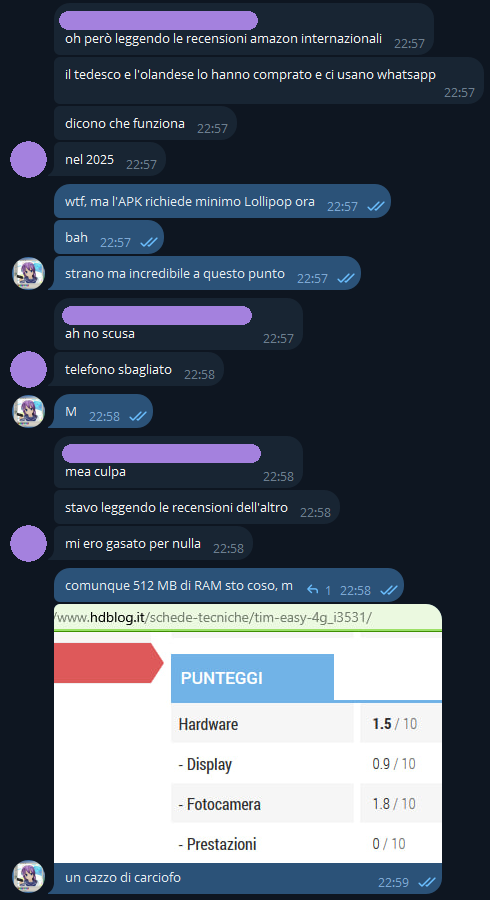 oh però leggendo le recensioni amazon internazionali 22:57
il tedesco e l'olandese lo hanno comprato e ci usano whatsapp
22:57
dicono che funziona 22:57
nel 2025 22:57
wtf, ma l'APK richiede minimo Lollipop ora 22:57
bah 22:57
strano ma incredibile a questo punto 22:57
ah no scusa 22:57
telefono sbagliato 22:58
M 22:58
mea culpa 22:58
stavo leggendo le recensioni dell'altro 22:58
mi ero gasato per nulla 22:58
comunque 512 MB di RAM sto coso, m 1 22:58
/www.hdblog.it/schede-tecniche/tim-easy-4g_i3531/
PUNTEGGI
Hardware 1.5 / 10
- Display 0.9 / 10
- Fotocamera 1.8 / 10
- Prestazioni 0 / 10
un cazzo di carciofo 22:59